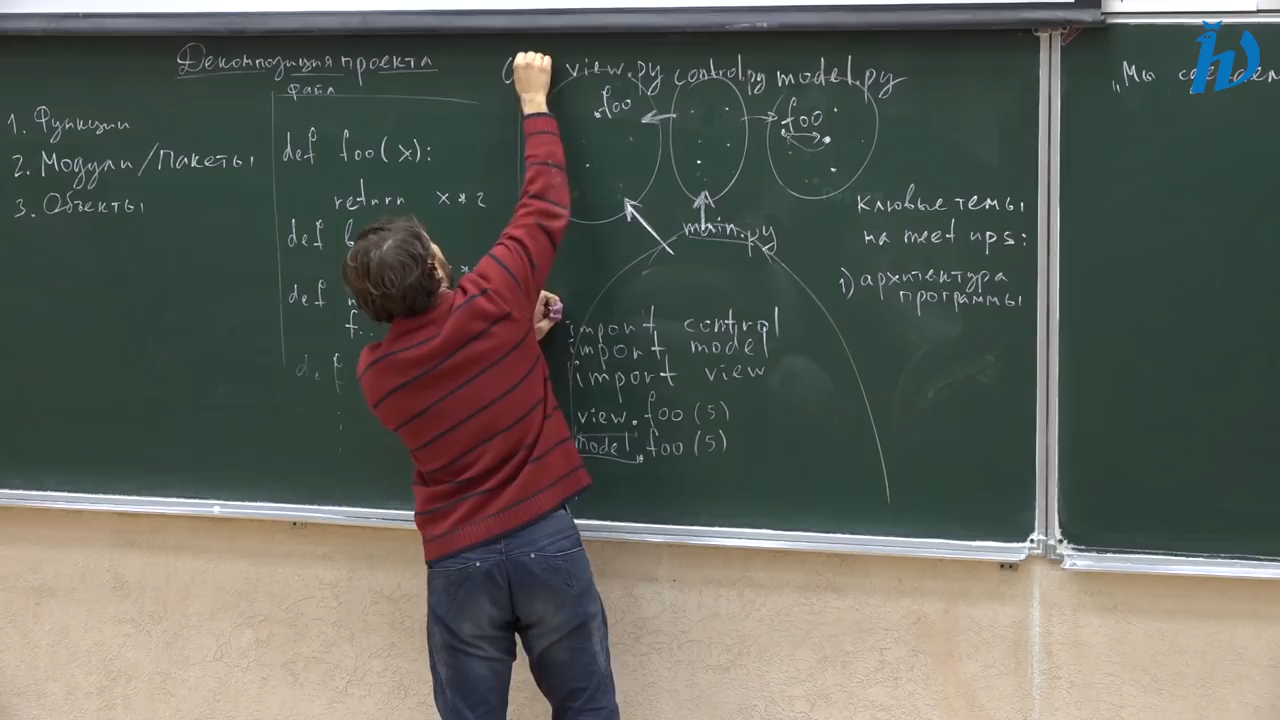 Декомпозиция проекта
Файл
1. Функции
2. Модули/Пакеты
3. Объекты
def foo(x):
return x*2
def
def
f..
def
view.py control.py model.py
foo
foo
main.py
import control
import model
import view
view.foo(5)
model.foo(5)
ключевые темы
на meet ups:
1) архитектура
программы
„Мы